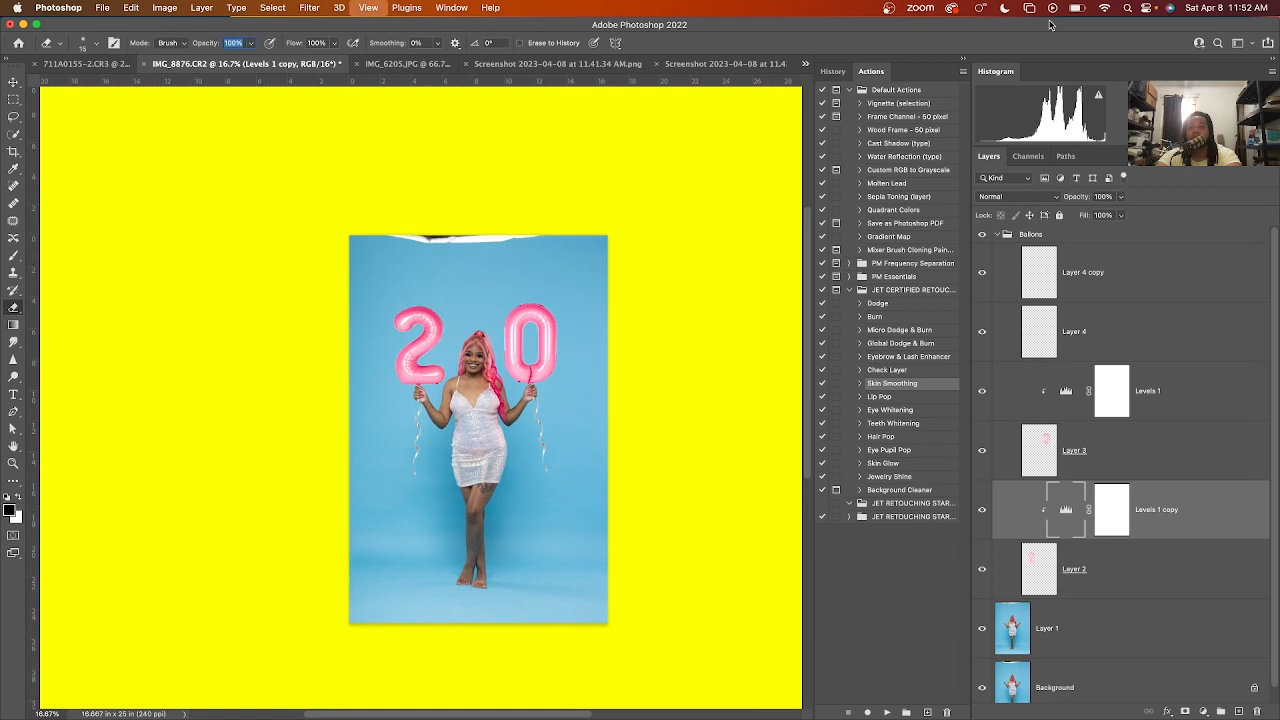 Photoshop File Edit Image Layer Type Select Filter 3D View Plugins Window Help Sat Apr 8 11:52:51
Adobe Photoshop 2022
15 Mode: Brush Opacity: 100% Flow: 100% Smoothing: 0% 0° Erase to History
711A0155-2.CR3 @ 2... IMG_8876.CR2 @ 16.7% (Levels 1 copy, RGB/16*) * IMG_6205.JPG @ 66.7... Screenshot 2023-04-08 at 11.41.34 AM.png Screenshot 2023-04-08 at 11.4
History Actions
Default Actions
Vignette (selection)
Frame Channel - 50 pixel
Wood Frame - 50 pixel
Cast Shadow (type)
Water Reflection (type)
Custom RGB to Grayscale
Molten Lead
Sepia Toning (layer)
Quadrant Colors
Save as Photoshop PDF
Gradient Map
Mixer Brush Cloning Pain...
PM Frequency Separation
PM Essentials
JET CERTIFIED RETOUC...
Dodge
Burn
Micro Dodge & Burn
Global Dodge & Burn
Eyebrow & Lash Enhancer
Check Layer
Skin Smoothing
Lip Pop
Eye Whitening
Teeth Whitening
Hair Pop
Eye Pupil Pop
Skin Glow
Jewelry Shine
Background Cleaner
JET RETOUCHING STAR...
JET RETOUCHING STAR...
Histogram
Layers Channels Paths
Kind
Normal Opacity: 100%
Lock: Fill: 100%
Ballons
Layer 4 copy
Layer 4
Levels 1
Layer 3
Levels 1 copy
Layer 2
Layer 1
Background
20
16.67% 16.667 in x 25 in (240 ppi)